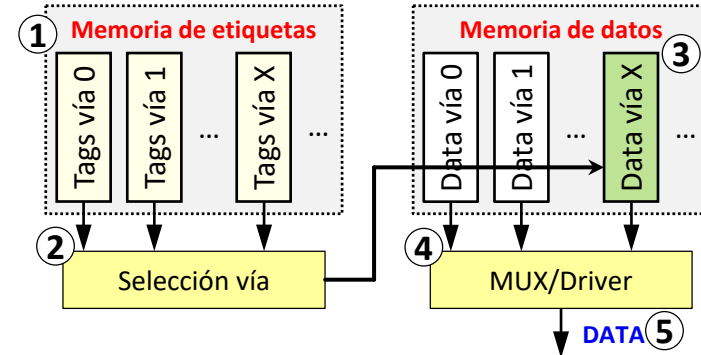 1
Memoria de etiquetas
Tags vía 0
Tags vía 1
...
Tags vía X
...
2
Selección vía
Memoria de datos
3
Data vía 0
Data vía 1
...
Data vía X
...
4
MUX/Driver
DATA
5